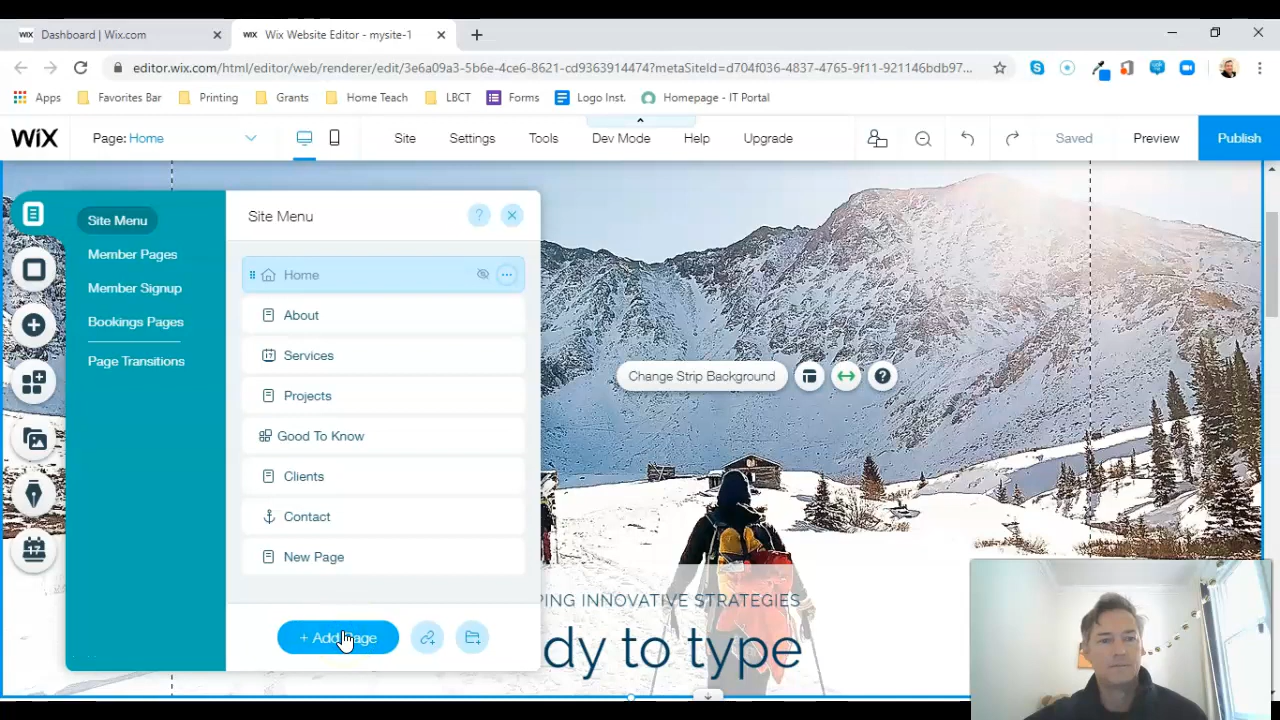 WIX Dashboard | Wix.com
WIX Wix Website Editor - mysite-1
editor.wix.com/html/editor/web/renderer/edit/3e6a09a3-5b6e-4ce6-8621-cd9363914474?metaSiteId=d704f036-4837-4765-9f11-921146bdb97...
Apps Favorites Bar Printing Grants Home Teach LBCT Forms Logo Inst. Homepage - IT Portal
WIX Page: Home Site Settings Tools Dev Mode Help Upgrade Saved Preview Publish
Site Menu
Member Pages
Member Signup
Bookings Pages
Page Transitions
Site Menu ?
Home
About
17 Services
Projects
Good To Know
Clients
Contact
New Page
+ Add Page
17
Change Strip Background ?
PING INNOVATIVE STRATEGIES
dy to type